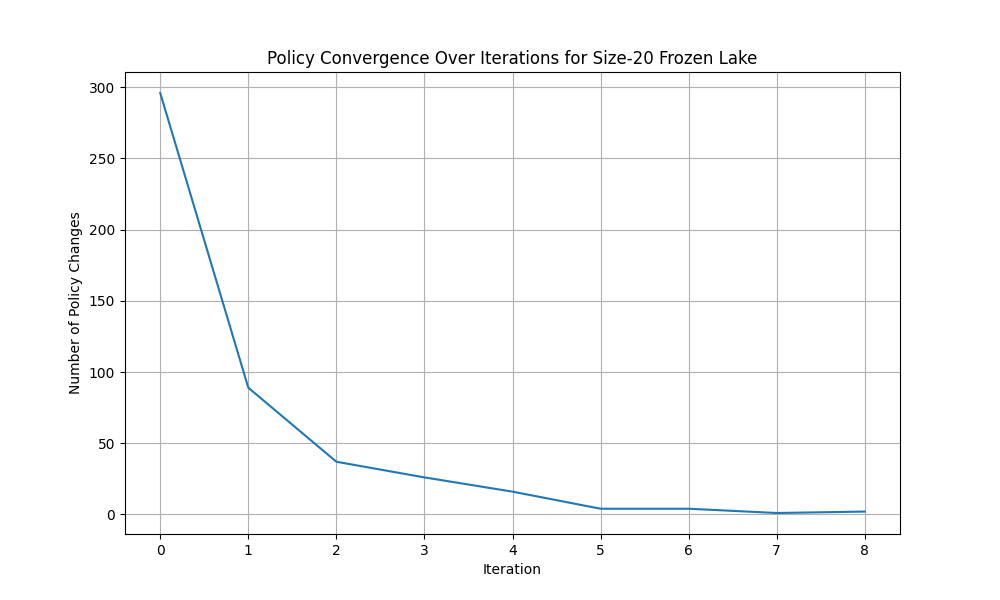 Policy Convergence Over Iterations for Size-20 Frozen Lake
300
250
200
150
100
50
0
Number of Policy Changes
0 1 2 3 4 5 6 7 8
Iteration